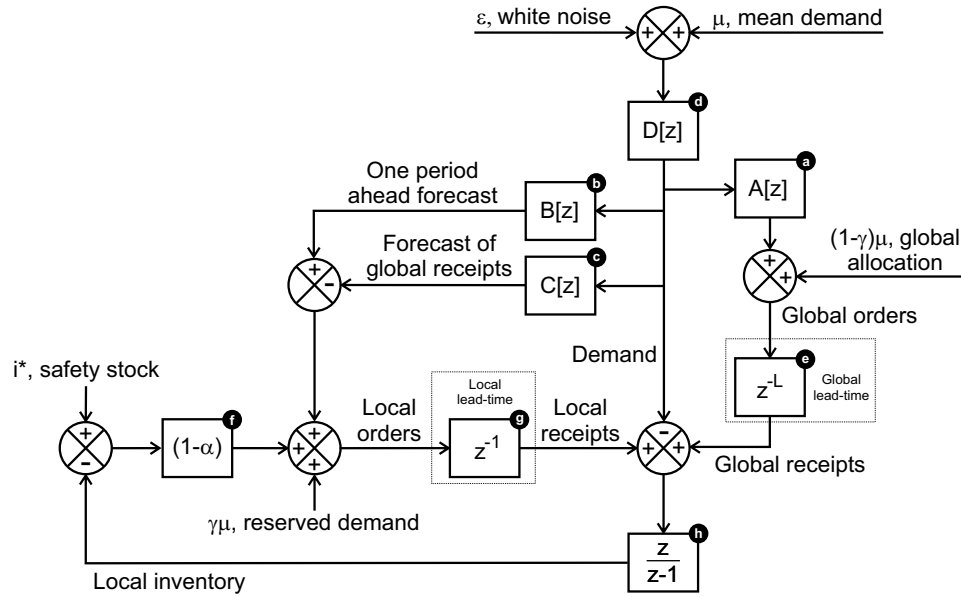 ε, white noise
μ, mean demand
+
+
d
D[z]
a
A[z]
One period
ahead forecast
b
B[z]
Forecast of
global receipts
c
C[z]
+
-
(1-γ)μ, global
allocation
+
+
Global orders
Demand
e
z⁻ᴸ
Global
lead-time
i*, safety stock
+
-
f
(1-α)
+
+
+
Local
orders
Local
lead-time
g
z⁻¹
Local
receipts
-
+
+
Global receipts
γμ, reserved demand
h
z
z-1
Local inventory